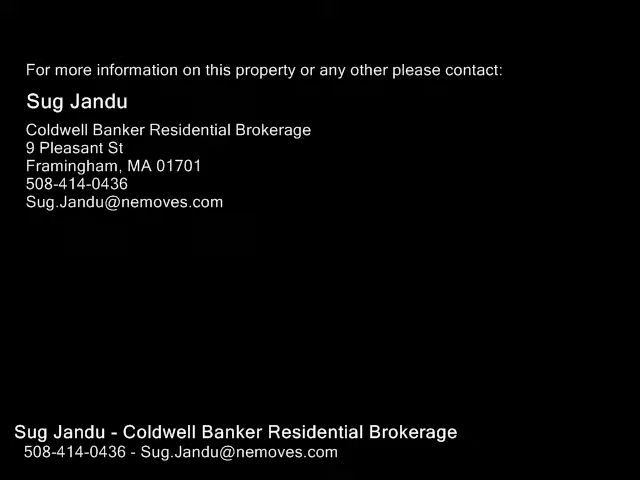 For more information on this property or any other please contact:
Sug Jandu
Coldwell Banker Residential Brokerage
9 Pleasant St
Framingham, MA 01701
508-414-0436
Sug.Jandu@nemoves.com
Sug Jandu - Coldwell Banker Residential Brokerage
508-414-0436 - Sug.Jandu@nemoves.com